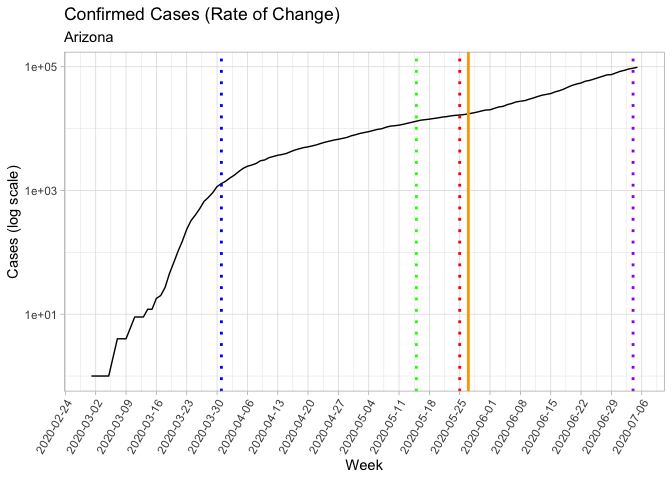 Confirmed Cases (Rate of Change)
Arizona
Cases (log scale)
1e+05
1e+03
1e+01
2020-02-24
2020-03-02
2020-03-09
2020-03-16
2020-03-23
2020-03-30
2020-04-06
2020-04-13
2020-04-20
2020-04-27
2020-05-04
2020-05-11
2020-05-18
2020-05-25
2020-06-01
2020-06-08
2020-06-15
2020-06-22
2020-06-29
2020-07-06
Week